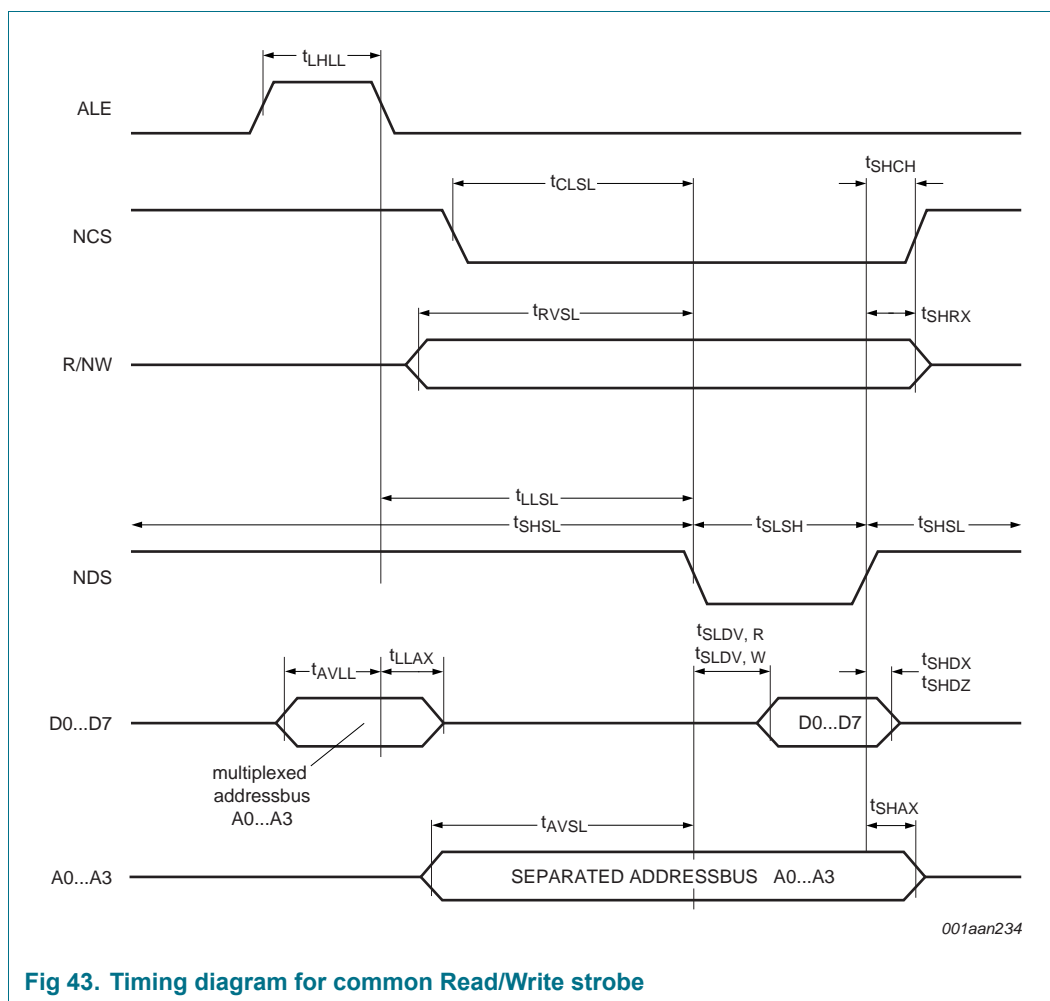 tLHLL
ALE
tSHCH
tCLSL
NCS
tRVSL
tSHRX
R/NW
tLLSL
tSHSL
tSLSH
tSHSL
NDS
tSLDV, R
tSLDV, W
tAVLL
tLLAX
tSHDX
tSHDZ
D0...D7
D0...D7
multiplexed
addressbus
A0...A3
tAVSL
tSHAX
A0...A3
SEPARATED ADDRESSBUS A0...A3
001aan234
Fig 43. Timing diagram for common Read/Write strobe